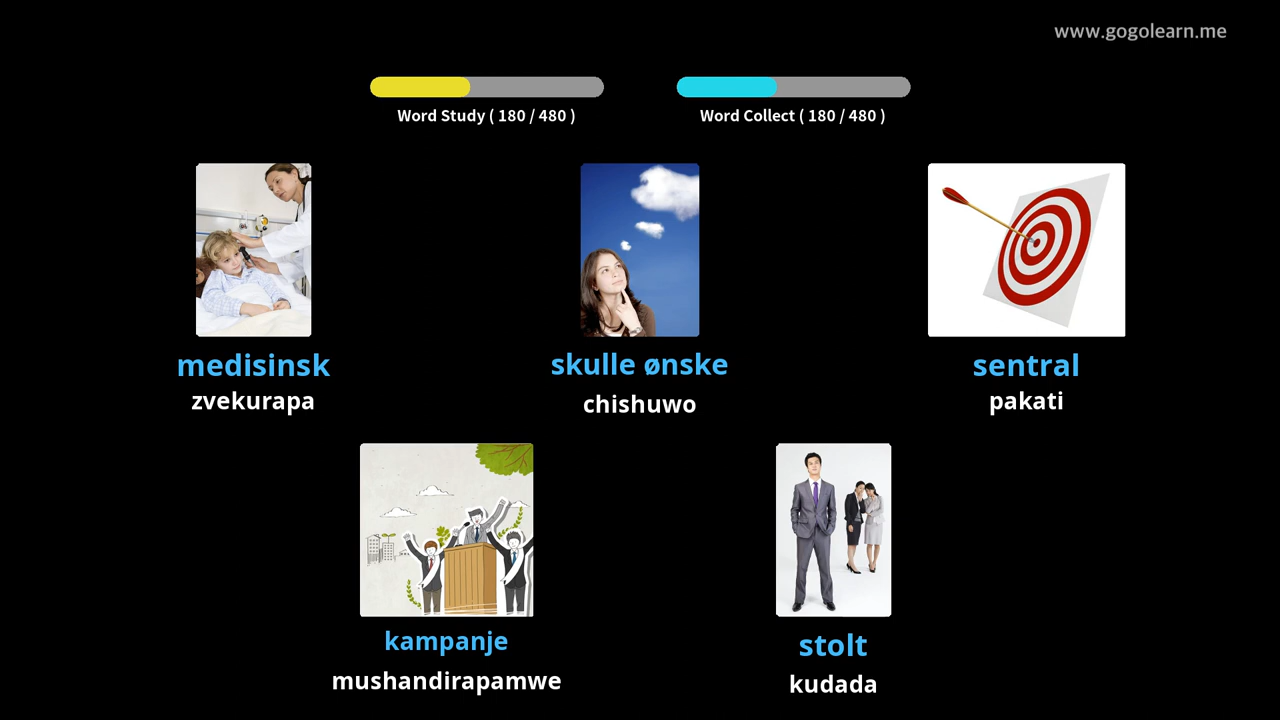 www.gogolearn.me
Word Study ( 180 / 480 )
Word Collect ( 180 / 480 )
medisinsk
zvekurapa
skulle ønske
chishuwo
sentral
pakati
kampanje
mushandirapamwe
stolt
kudada